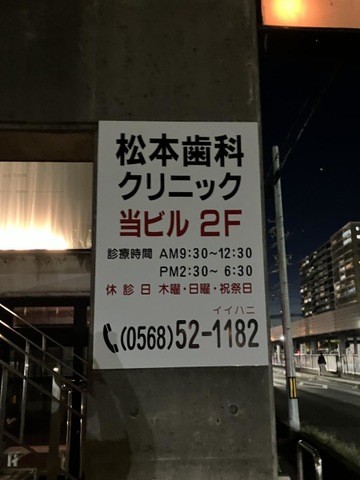 松本歯科
クリニック
当ビル 2F
診療時間 AM9:30~12:30
PM2:30~ 6:30
休診日 木曜・日曜・祝祭日
イイハニ
(0568)52-1182